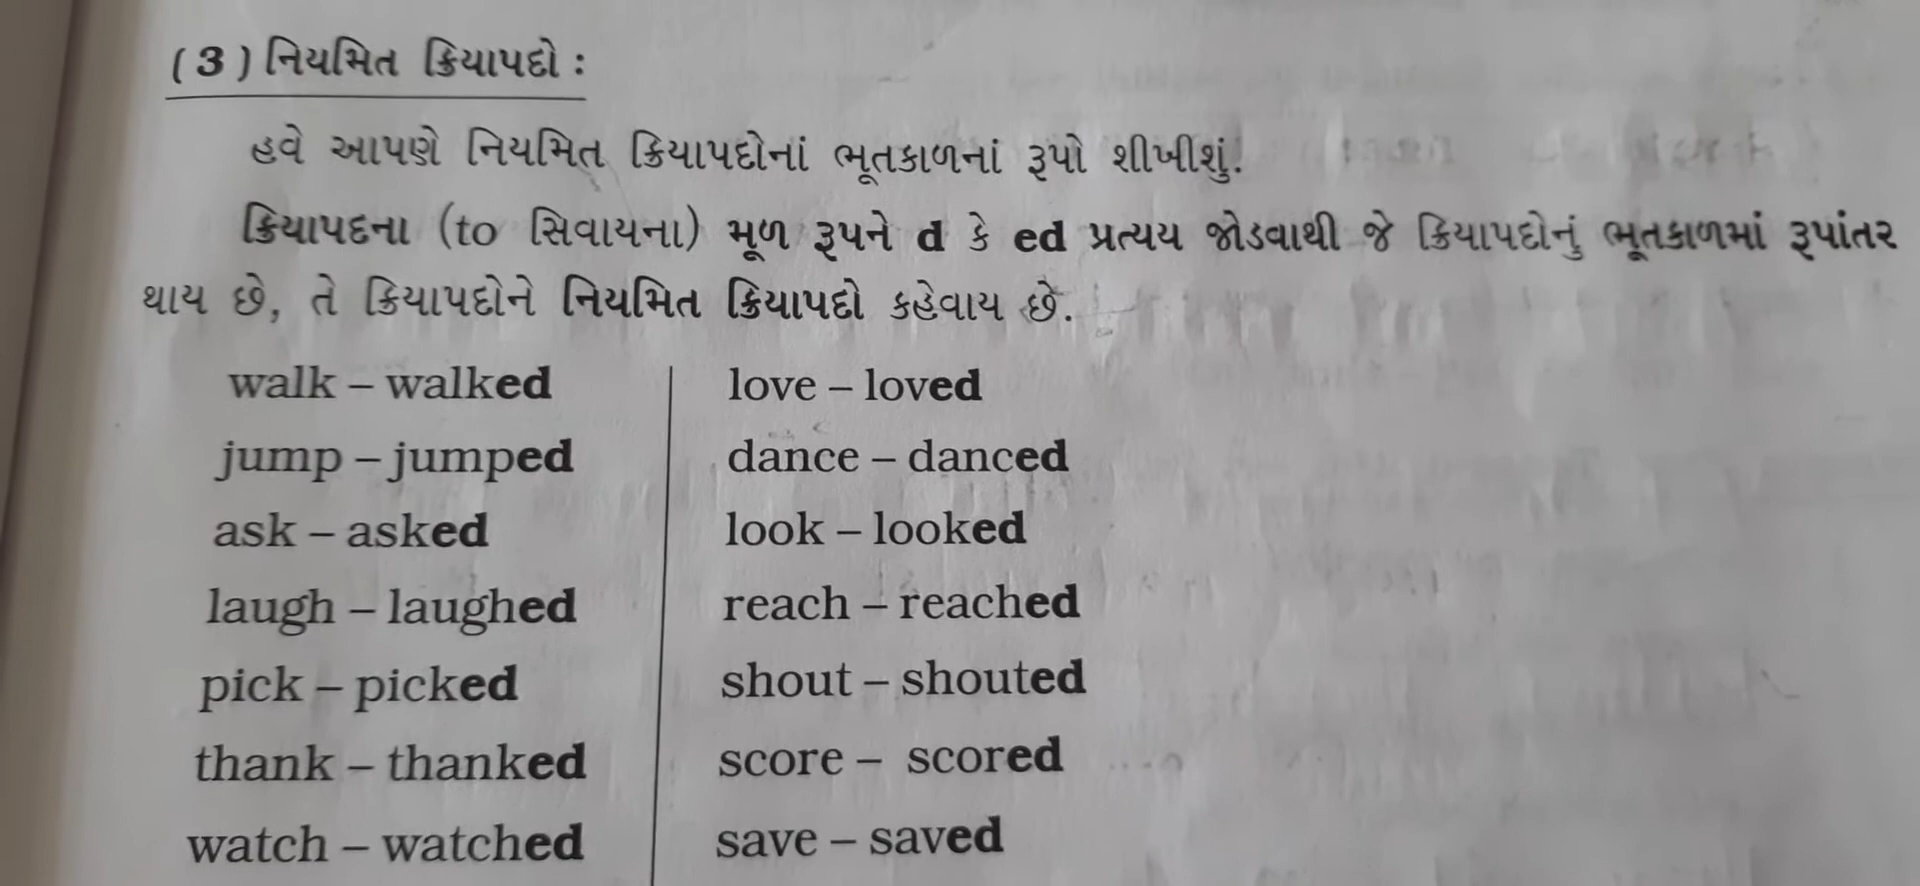 (3) નિયમિત ક્રિયાપદો :
હવે આપણે નિયમિત ક્રિયાપદોનાં ભૂતકાળનાં રૂપો શીખીશું.
ક્રિયાપદના (to સિવાયના) મૂળ રૂપને d કે ed પ્રત્યય જોડવાથી જે ક્રિયાપદોનું ભૂતકાળમાં રૂપાંતર
થાય છે, તે ક્રિયાપદોને નિયમિત ક્રિયાપદો કહેવાય છે.
walk – walked
jump – jumped
ask – asked
laugh – laughed
pick – picked
thank – thanked
watch – watched
love – loved
dance – danced
look – looked
reach – reached
shout – shouted
score – scored
save – saved